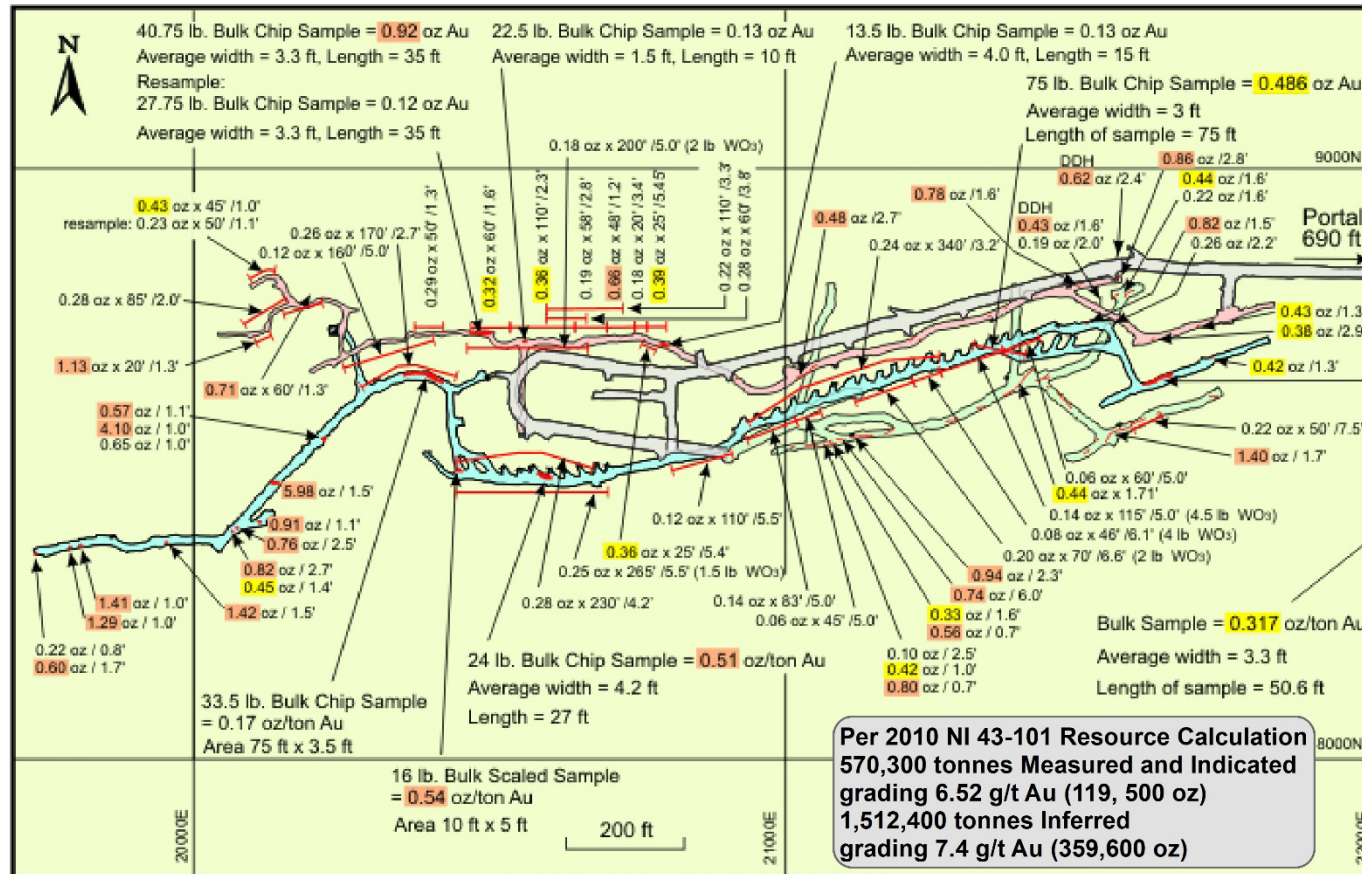 N
40.75 lb. Bulk Chip Sample = 0.92 oz Au
Average width = 3.3 ft, Length = 35 ft
Resample:
27.75 lb. Bulk Chip Sample = 0.12 oz Au
Average width = 3.3 ft, Length = 35 ft
22.5 lb. Bulk Chip Sample = 0.13 oz Au
Average width = 1.5 ft, Length = 10 ft
13.5 lb. Bulk Chip Sample = 0.13 oz Au
Average width = 4.0 ft, Length = 15 ft
75 lb. Bulk Chip Sample = 0.486 oz Au
Average width = 3 ft
Length of sample = 75 ft
0.18 oz x 200' /5.0' (2 lb WO₃)
9000N
DDH
0.62 oz /2.4'
0.86 oz /2.8'
0.44 oz /1.6'
0.22 oz /1.6'
0.78 oz /1.6'
DDH
0.43 oz /1.6'
0.19 oz /2.0'
0.82 oz /1.5'
0.26 oz /2.2'
Portal
690 ft
0.43 oz x 45' /1.0'
resample: 0.23 oz x 50' /1.1'
0.26 oz x 170' /2.7'
0.12 oz x 160' /5.0'
0.29 oz x 50' /1.3'
0.32 oz x 60' /1.6'
0.36 oz x 110' /2.3'
0.19 oz x 58' /2.8'
0.66 oz x 48' /1.2'
0.18 oz x 20' /3.4'
0.39 oz x 25' /5.45'
0.22 oz x 110' /3.3'
0.28 oz x 60' /3.8'
0.48 oz /2.7'
0.24 oz x 340' /3.2'
0.28 oz x 85' /2.0'
0.43 oz /1.3
0.38 oz /2.9
0.42 oz /1.3'
1.13 oz x 20' /1.3'
0.71 oz x 60' /1.3'
0.57 oz / 1.1'
4.10 oz / 1.0'
0.65 oz / 1.0'
0.22 oz x 50' /7.5'
1.40 oz / 1.7'
5.98 oz / 1.5'
0.06 oz x 60' /5.0'
0.44 oz x 1.71'
0.14 oz x 115' /5.0' (4.5 lb WO₃)
0.08 oz x 46' /6.1' (4 lb WO₃)
0.20 oz x 70' /6.6' (2 lb WO₃)
0.12 oz x 110' /5.5'
0.91 oz / 1.1'
0.76 oz / 2.5'
0.82 oz / 2.7'
0.45 oz / 1.4'
0.36 oz x 25' /5.4'
0.25 oz x 265' /5.5' (1.5 lb WO₃)
0.28 oz x 230' /4.2'
0.14 oz x 83' /5.0'
0.06 oz x 45' /5.0'
0.94 oz / 2.3'
0.74 oz / 6.0'
0.33 oz / 1.6'
0.56 oz / 0.7'
0.10 oz / 2.5'
0.42 oz / 1.0'
0.80 oz / 0.7'
1.41 oz / 1.0'
1.29 oz / 1.0'
1.42 oz / 1.5'
0.22 oz / 0.8'
0.60 oz / 1.7'
Bulk Sample = 0.317 oz/ton Au
Average width = 3.3 ft
Length of sample = 50.6 ft
24 lb. Bulk Chip Sample = 0.51 oz/ton Au
Average width = 4.2 ft
Length = 27 ft
33.5 lb. Bulk Chip Sample
= 0.17 oz/ton Au
Area 75 ft x 3.5 ft
16 lb. Bulk Scaled Sample
= 0.54 oz/ton Au
Area 10 ft x 5 ft
200 ft
Per 2010 NI 43-101 Resource Calculation
570,300 tonnes Measured and Indicated
grading 6.52 g/t Au (119, 500 oz)
1,512,400 tonnes Inferred
grading 7.4 g/t Au (359,600 oz)
8000N
20000E
21000E